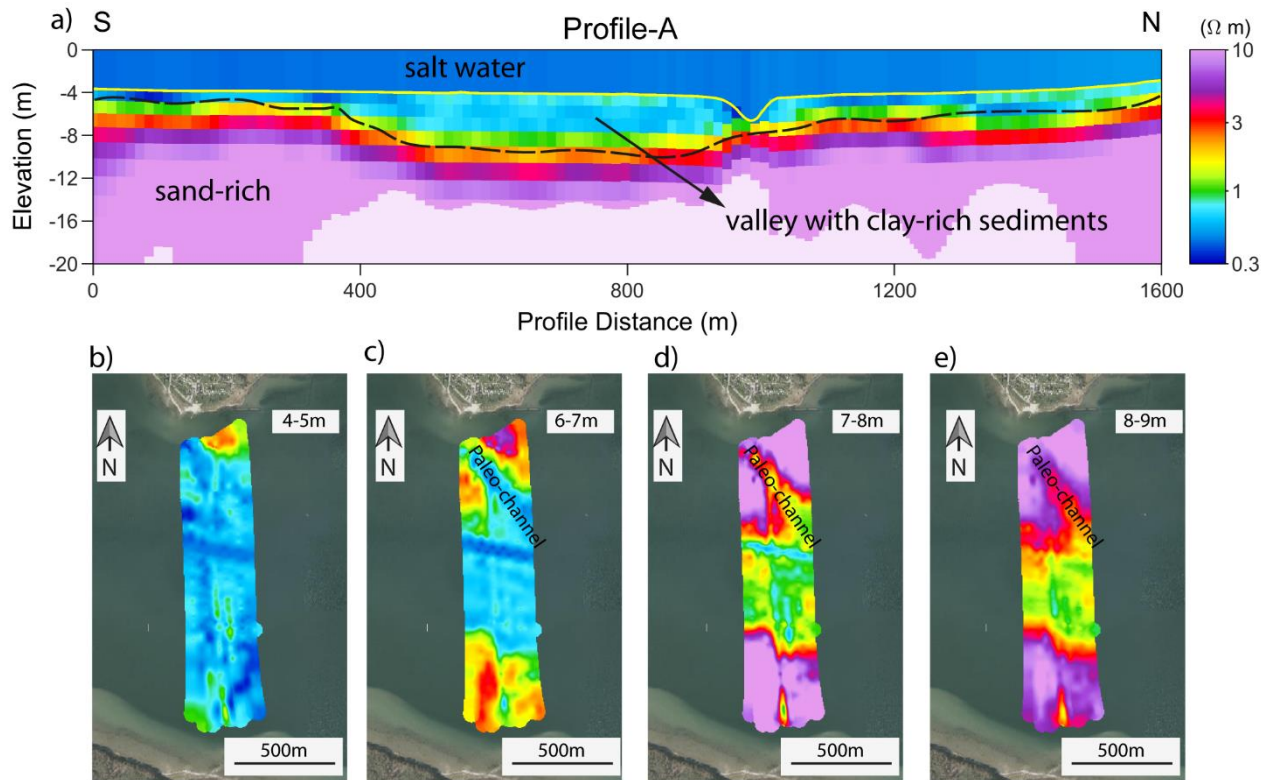 a) S Profile-A N (Ω m)
0 10
salt water
-4
-8 3
-12
sand-rich
valley with clay-rich sediments 1
-16
-20 0.3
0 400 800 1200 1600
Elevation (m)
Profile Distance (m)
b) c) d) e)
4-5m 6-7m 7-8m 8-9m
N N N N
Paleo-channel Paleo-channel Paleo-channel
500m 500m 500m 500m